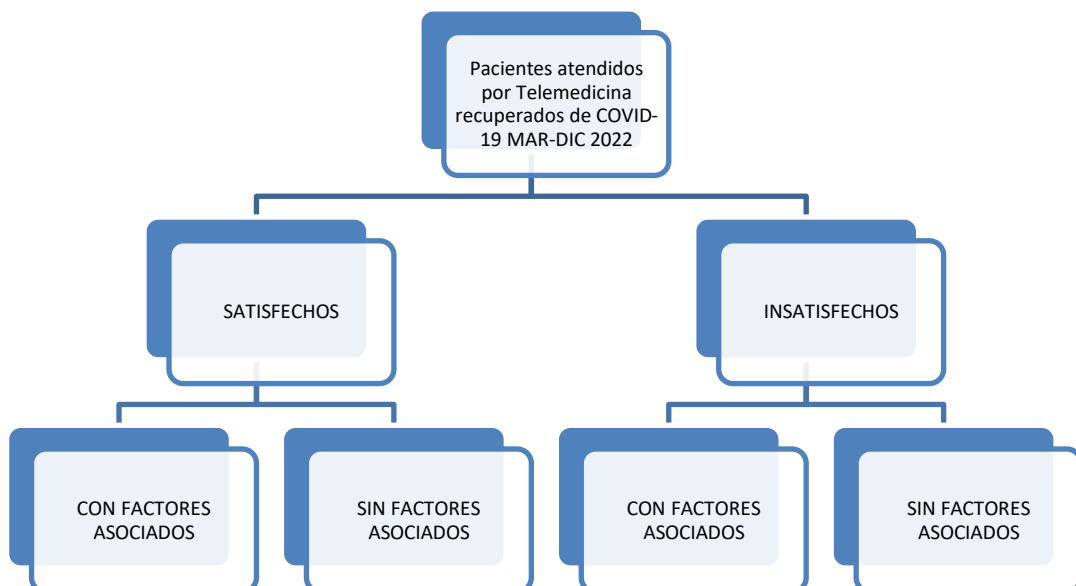 Pacientes atendidos
por Telemedicina
recuperados de COVID-
19 MAR-DIC 2022
SATISFECHOS
INSATISFECHOS
CON FACTORES
ASOCIADOS
SIN FACTORES
ASOCIADOS
CON FACTORES
ASOCIADOS
SIN FACTORES
ASOCIADOS